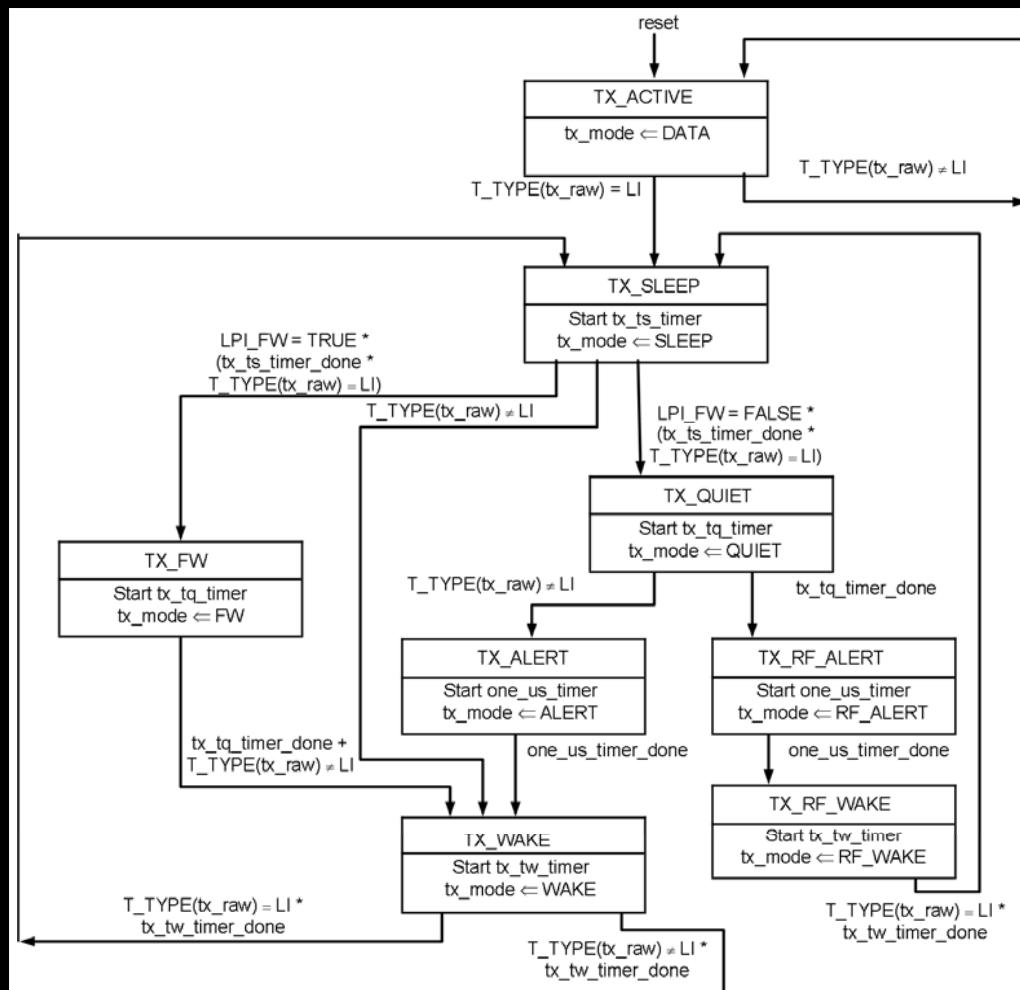 reset
TX_ACTIVE
tx_mode ⇐ DATA
T_TYPE(tx_raw) ≠ LI
T_TYPE(tx_raw) = LI
TX_SLEEP
Start tx_ts_timer
tx_mode ⇐ SLEEP
LPI_FW = TRUE *
(tx_ts_timer_done *
T_TYPE(tx_raw) = LI)
T_TYPE(tx_raw) ≠ LI
LPI_FW = FALSE *
(tx_ts_timer_done *
T_TYPE(tx_raw) = LI)
TX_QUIET
Start tx_tq_timer
tx_mode ⇐ QUIET
TX_FW
Start tx_tq_timer
tx_mode ⇐ FW
T_TYPE(tx_raw) ≠ LI
tx_tq_timer_done
TX_ALERT
Start one_us_timer
tx_mode ⇐ ALERT
TX_RF_ALERT
Start one_us_timer
tx_mode ⇐ RF_ALERT
tx_tq_timer_done +
T_TYPE(tx_raw) ≠ LI
one_us_timer_done
one_us_timer_done
TX_RF_WAKE
Start tx_tw_timer
tx_mode ⇐ RF_WAKE
TX_WAKE
Start tx_tw_timer
tx_mode ⇐ WAKE
T_TYPE(tx_raw) = LI *
tx_tw_timer_done
T_TYPE(tx_raw) ≠ LI *
tx_tw_timer_done
T_TYPE(tx_raw) = LI *
tx_tw_timer_done